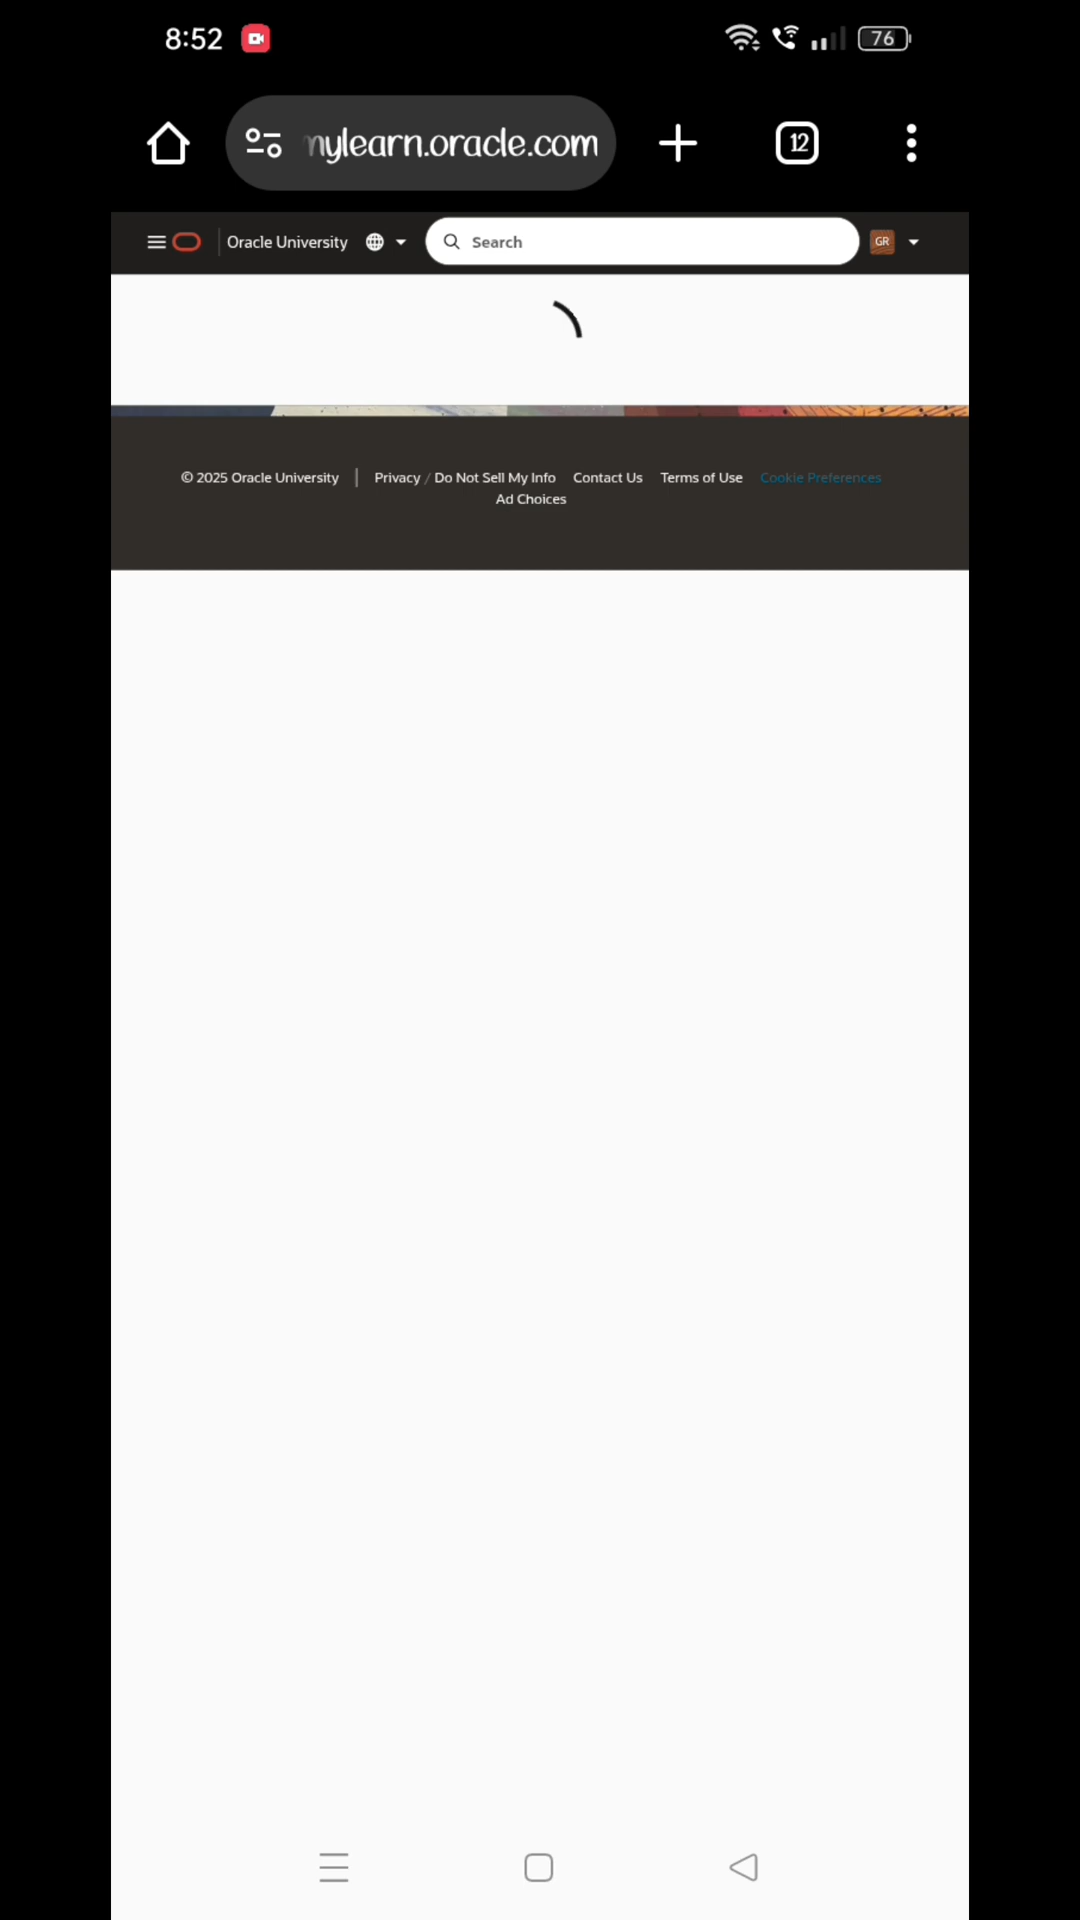 8:52
76
mylearn.oracle.com
12
Oracle University
Search
GR
© 2025 Oracle University | Privacy / Do Not Sell My Info Contact Us Terms of Use Cookie Preferences
Ad Choices